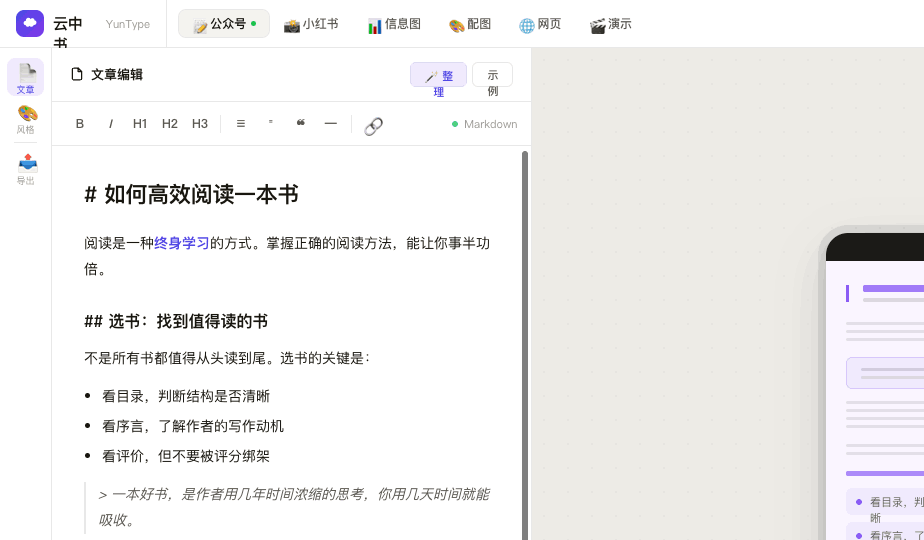 云中书
YunType
公众号
小红书
信息图
配图
网页
演示
文章
风格
导出
文章编辑
整理
示例
B I H1 H2 H3
Markdown
# 如何高效阅读一本书
阅读是一种终身学习的方式。掌握正确的阅读方法，能让你事半功
倍。
## 选书：找到值得读的书
不是所有书都值得从头读到尾。选书的关键是：
• 看目录，判断结构是否清晰
• 看序言，了解作者的写作动机
• 看评价，但不要被评分绑架
> 一本好书，是作者用几年时间浓缩的思考，你用几天时间就能
吸收。
看目录，判
晰
看序言，了